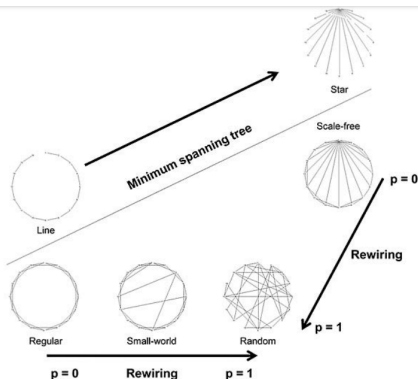 Star
Minimum spanning tree
Scale-free
p = 0
Line
Rewiring
p = 1
Regular Small-world Random
p = 0 Rewiring p = 1